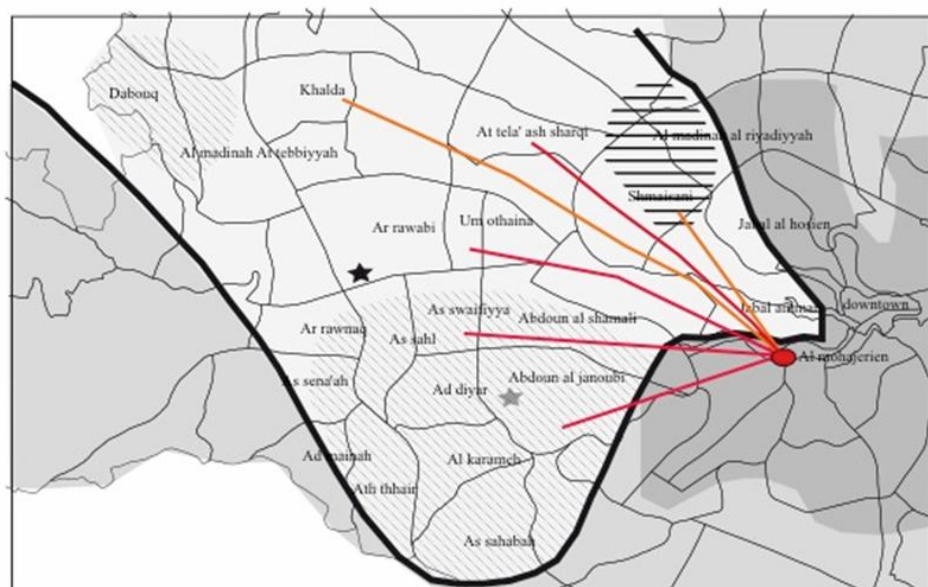 Khalda
Dabouq
At tela' ash sharqi
Al madinah al riyadiyyah
Al madinah At tebbiyyah
Shmaisani
Um othaina
Ar rawabi
Jabal al hosien
As swaifiyya
Jabal amman
downtown
Abdoun al shamali
Ar rawnaq
As sahl
Al mohajerien
As sena'ah
Abdoun al janoubi
Ad diyar
Ad mainah
Al karameh
Ath thhair
As sahabah